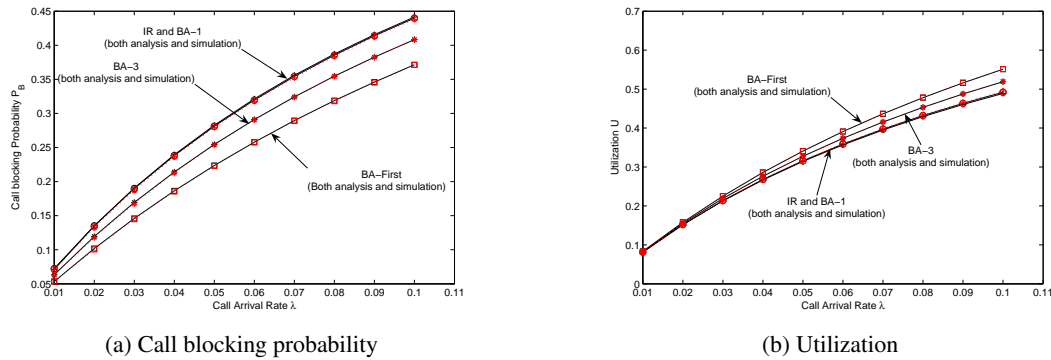 0.45
0.4
0.35
0.3
0.25
0.2
0.15
0.1
0.05
Call blocking Probability P_B
IR and BA−1
(both analysis and simulation)
BA−3
(both analysis and simulation)
BA−First
(Both analysis and simulation)
0.01 0.02 0.03 0.04 0.05 0.06 0.07 0.08 0.09 0.1 0.11
Call Arrival Rate λ
(a) Call blocking probability
0.7
0.6
0.5
0.4
0.3
0.2
0.1
0
Utilization U
BA−First
(both analysis and simulation)
BA−3
(both analysis and simulation)
IR and BA−1
(both analysis and simulation)
0.01 0.02 0.03 0.04 0.05 0.06 0.07 0.08 0.09 0.1 0.11
Call Arrival Rate λ
(b) Utilization